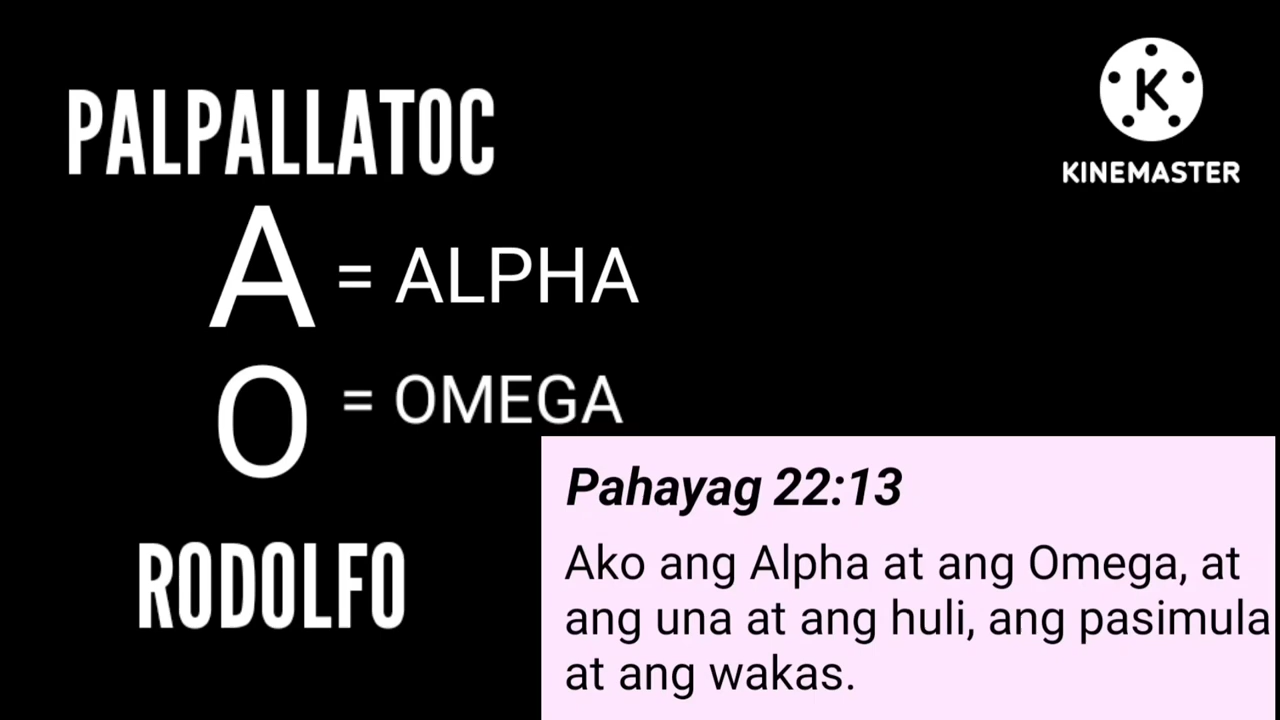 PALPALLATOC
KINEMASTER
A = ALPHA
O = OMEGA
RODOLFO
Pahayag 22:13
Ako ang Alpha at ang Omega, at
ang una at ang huli, ang pasimula
at ang wakas.